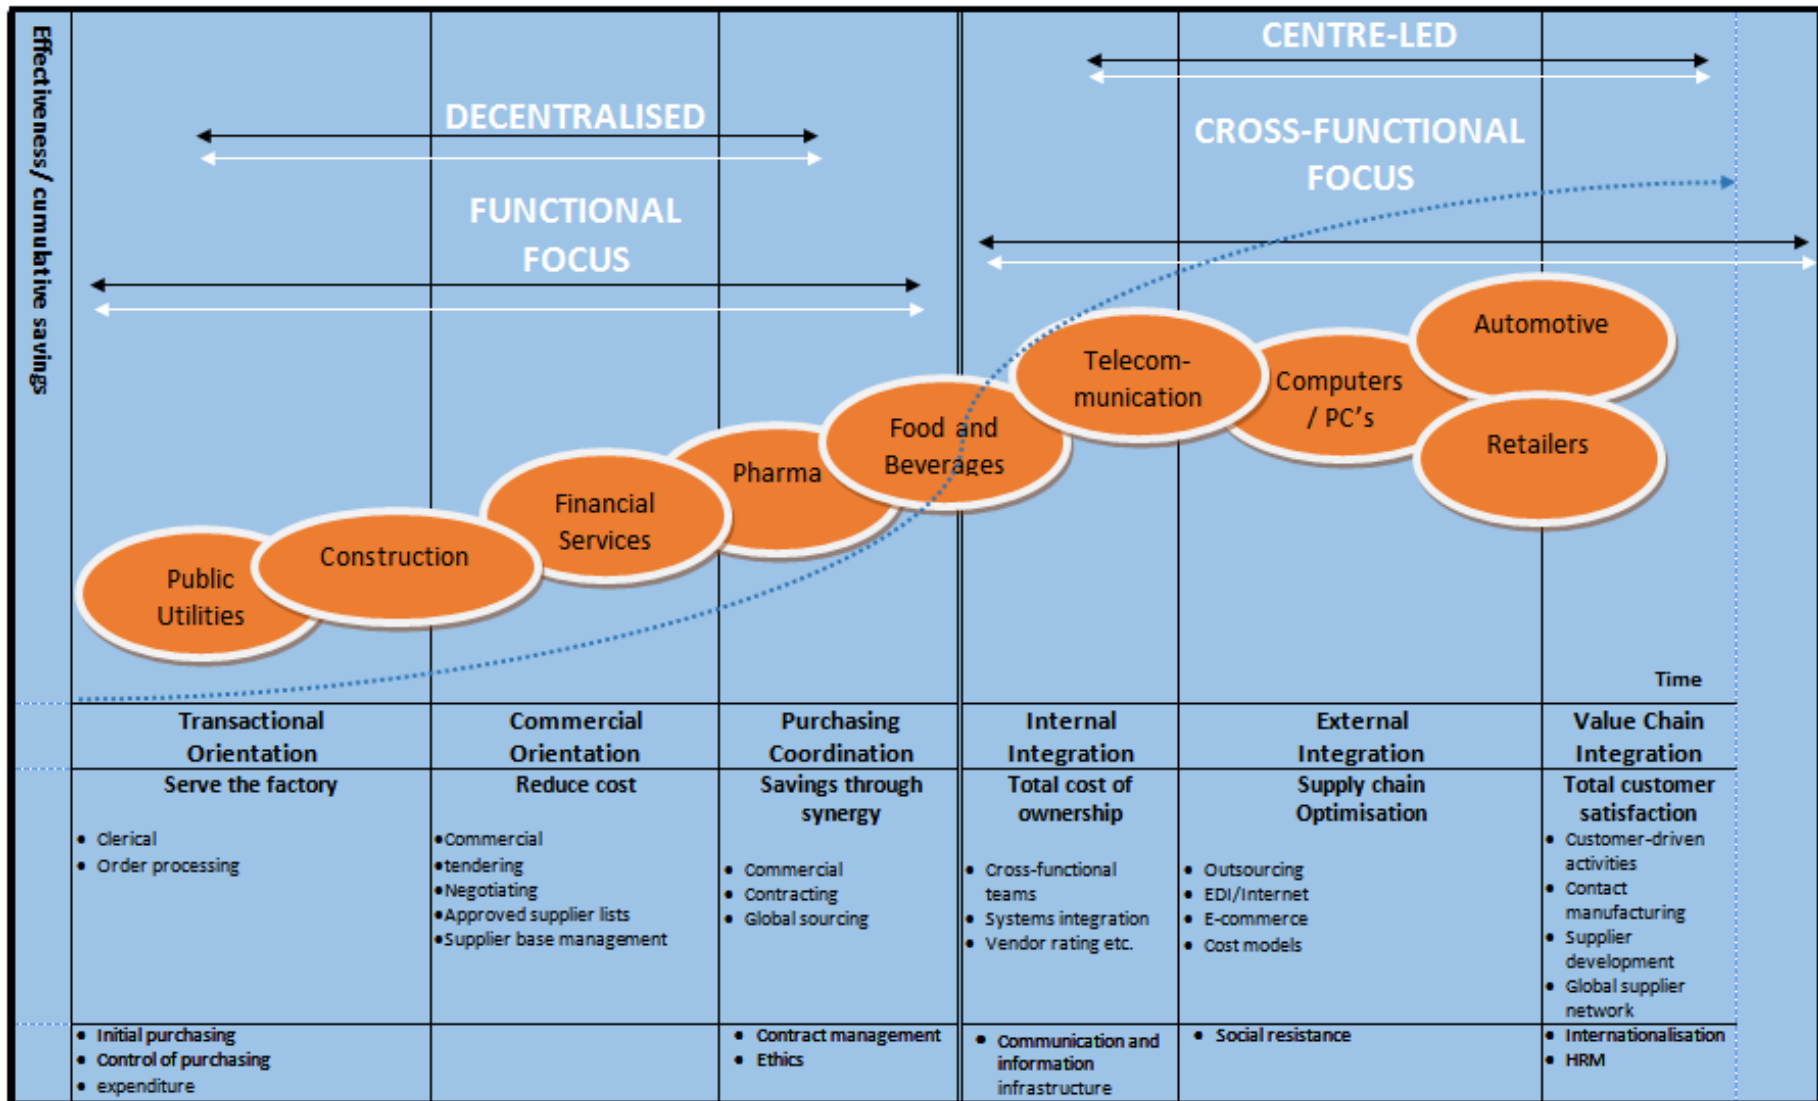 Effectiveness/ cumulative savings
CENTRE-LED
DECENTRALISED
CROSS-FUNCTIONAL
FOCUS
FUNCTIONAL
FOCUS
Automotive
Telecom-
munication
Computers
/ PC's
Retailers
Food and
Beverages
Pharma
Financial
Services
Construction
Public
Utilities
Time
Transactional
Orientation
Commercial
Orientation
Purchasing
Coordination
Internal
Integration
External
Integration
Value Chain
Integration
Serve the factory
Reduce cost
Savings through
synergy
Total cost of
ownership
Supply chain
Optimisation
Total customer
satisfaction
• Clerical
• Order processing
•Commercial
•tendering
•Negotiating
•Approved supplier lists
•Supplier base management
• Commercial
• Contracting
• Global sourcing
• Cross-functional
teams
• Systems integration
• Vendor rating etc.
• Outsourcing
• EDI/Internet
• E-commerce
• Cost models
• Customer-driven
activities
• Contact
manufacturing
• Supplier
development
• Global supplier
network
• Initial purchasing
• Control of purchasing
• expenditure
• Contract management
• Ethics
• Communication and
information
infrastructure
• Social resistance
• Internationalisation
• HRM